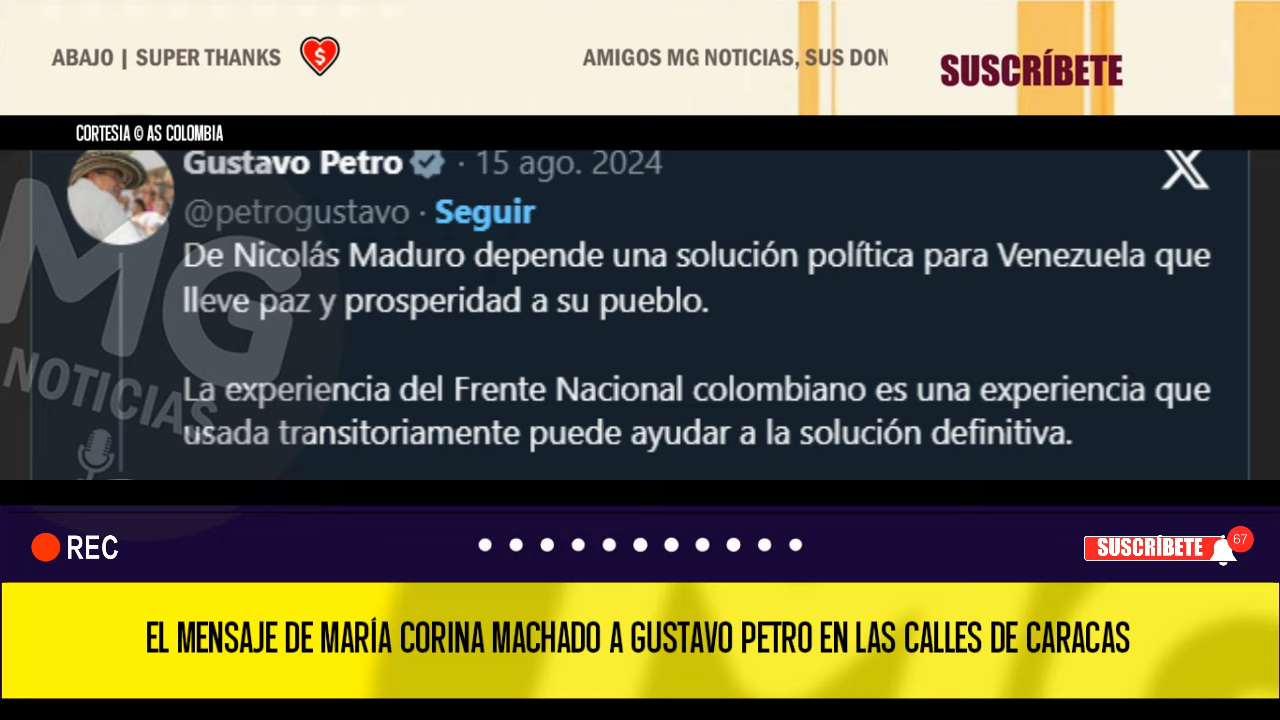 ABAJO | SUPER THANKS
AMIGOS MG NOTICIAS, SUS DON
SUSCRÍBETE
CORTESIA © AS COLOMBIA
Gustavo Petro · 15 ago. 2024
@petrogustavo · Seguir
De Nicolás Maduro depende una solución política para Venezuela que
lleve paz y prosperidad a su pueblo.
La experiencia del Frente Nacional colombiano es una experiencia que
usada transitoriamente puede ayudar a la solución definitiva.
MG
NOTICIAS
REC
SUSCRÍBETE
67
EL MENSAJE DE MARÍA CORINA MACHADO A GUSTAVO PETRO EN LAS CALLES DE CARACAS